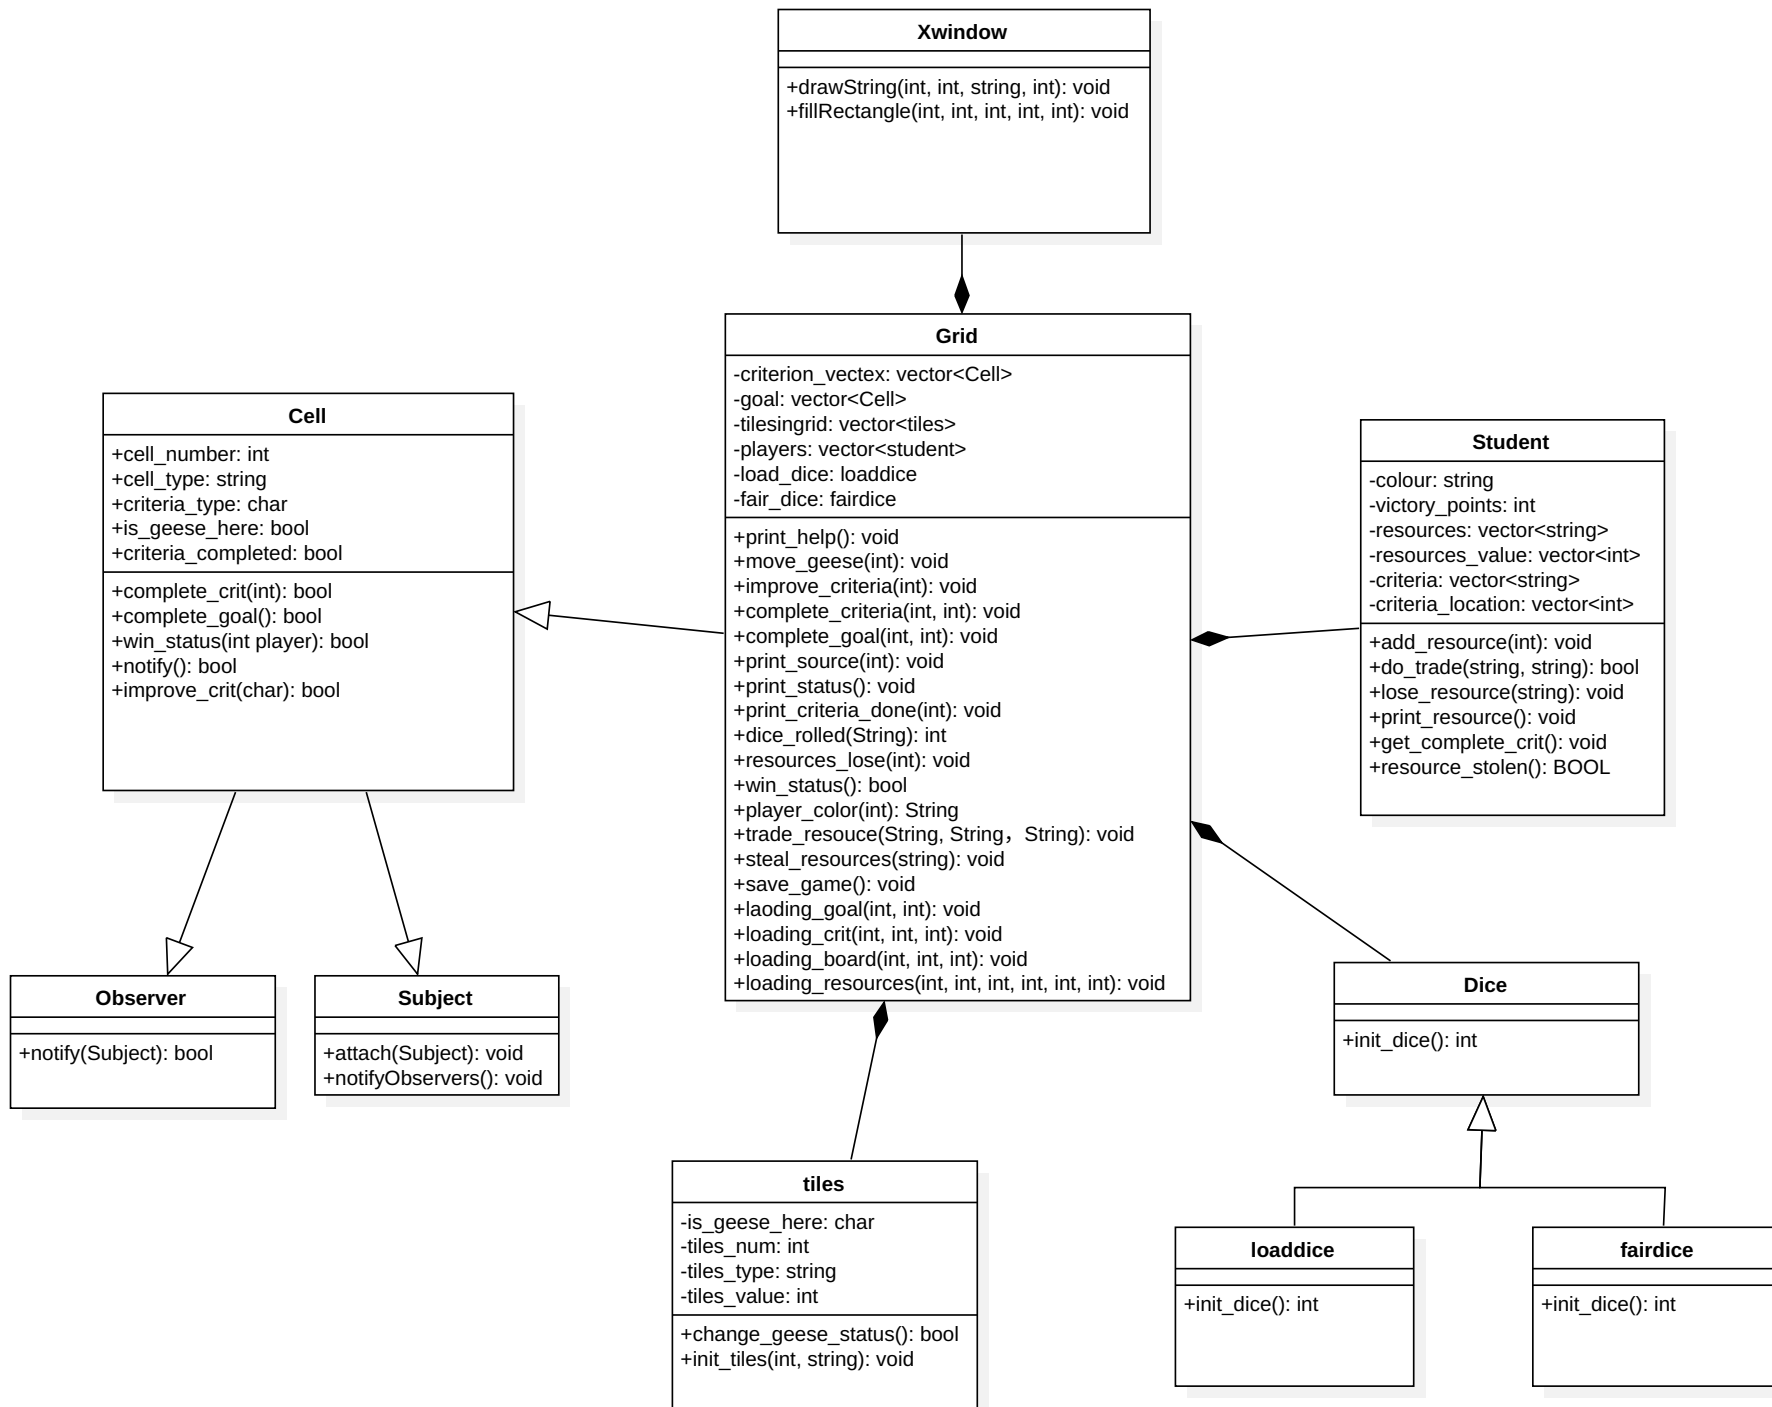 Xwindow
+drawString(int, int, string, int): void
+fillRectangle(int, int, int, int, int): void
Grid
-criterion_vectex: vector<Cell>
-goal: vector<Cell>
-tilesingrid: vector<tiles>
-players: vector<student>
-load_dice: loaddice
-fair_dice: fairdice
+print_help(): void
+move_geese(int): void
+improve_criteria(int): void
+complete_criteria(int, int): void
+complete_goal(int, int): void
+print_source(int): void
+print_status(): void
+print_criteria_done(int): void
+dice_rolled(String): int
+resources_lose(int): void
+win_status(): bool
+player_color(int): String
+trade_resouce(String, String，String): void
+steal_resources(string): void
+save_game(): void
+laoding_goal(int, int): void
+loading_crit(int, int, int): void
+loading_board(int, int, int): void
+loading_resources(int, int, int, int, int, int): void
Cell
+cell_number: int
+cell_type: string
+criteria_type: char
+is_geese_here: bool
+criteria_completed: bool
+complete_crit(int): bool
+complete_goal(): bool
+win_status(int player): bool
+notify(): bool
+improve_crit(char): bool
Student
-colour: string
-victory_points: int
-resources: vector<string>
-resources_value: vector<int>
-criteria: vector<string>
-criteria_location: vector<int>
+add_resource(int): void
+do_trade(string, string): bool
+lose_resource(string): void
+print_resource(): void
+get_complete_crit(): void
+resource_stolen(): BOOL
Observer
+notify(Subject): bool
Subject
+attach(Subject): void
+notifyObservers(): void
Dice
+init_dice(): int
tiles
-is_geese_here: char
-tiles_num: int
-tiles_type: string
-tiles_value: int
+change_geese_status(): bool
+init_tiles(int, string): void
loaddice
+init_dice(): int
fairdice
+init_dice(): int